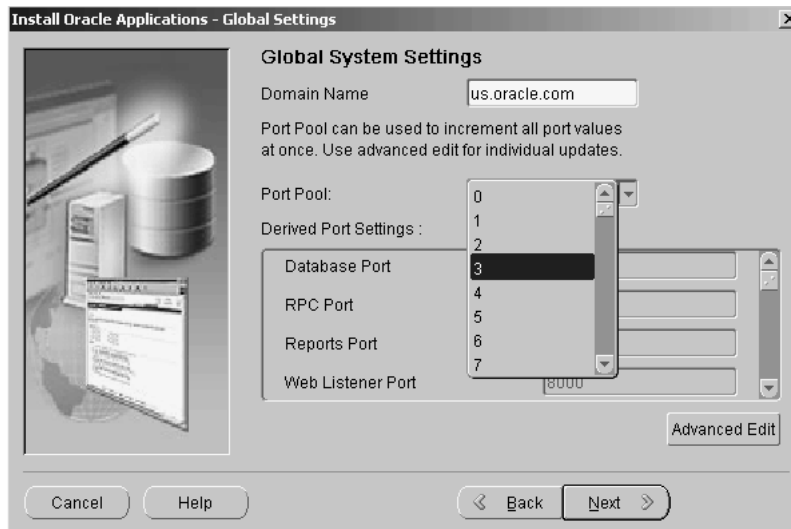 Install Oracle Applications - Global Settings
Global System Settings
Domain Name us.oracle.com
Port Pool can be used to increment all port values
at once. Use advanced edit for individual updates.
Port Pool:
0
1
2
3
4
5
6
7
Derived Port Settings :
Database Port
RPC Port
Reports Port
Web Listener Port 8000
Advanced Edit
Cancel
Help
Back
Next